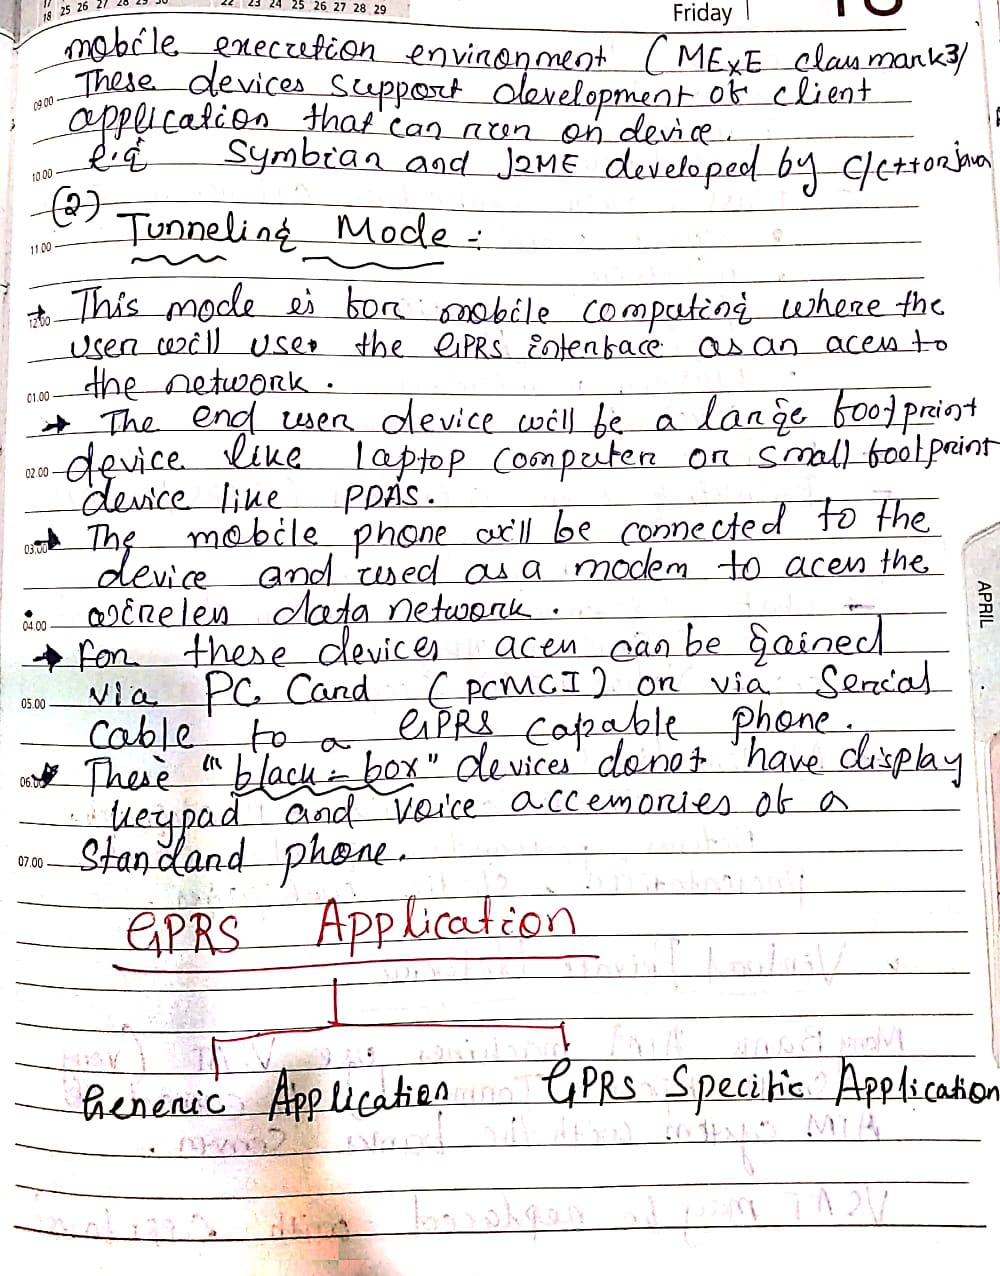 17
18 25 26 27 28 29 30
22 23 24 25 26 27 28 29
Friday
mobile execution environment (MExE classmark3)
09.00 These devices support development of client
application that can run on device.
10.00 e.g Symbian and J2ME developed by C/C++ or java
(2)
11.00 Tunneling Mode :
12.00 → This mode is for mobile computing where the
user will use the GPRS interface as an acess to
01.00 the network.
→ The end user device will be a large footprint
02.00 device like laptop computer or small footprint
device like PDAS.
03.00 → The mobile phone will be connected to the
device and used as a modem to acess the
04.00 wireless data network.
→ For these devices acess can be gained
05.00 via PC Card (PCMCI) or via Serial
Cable to a GPRS capable phone.
06.00 → These "black-box" devices donot have display
keypad and voice accessories of a
07.00 Standard phone.
APRIL
GPRS Application
Generic Application GPRS Specific Application